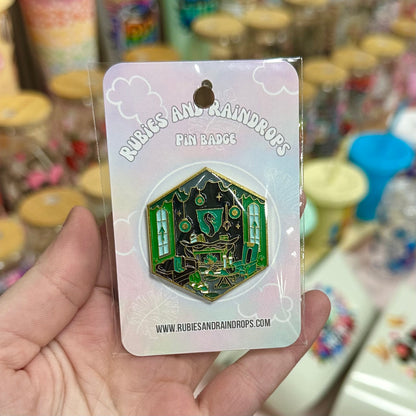 RUBIES AND RAINDROPS
PIN BADGE
WWW.RUBIESANDRAINDROPS.COM